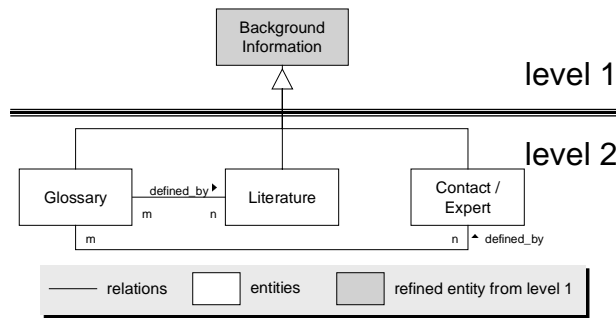 Background
Information
level 1
level 2
Glossary
defined_by
m
n
Literature
Contact /
Expert
m
n
defined_by
relations
entities
refined entity from level 1